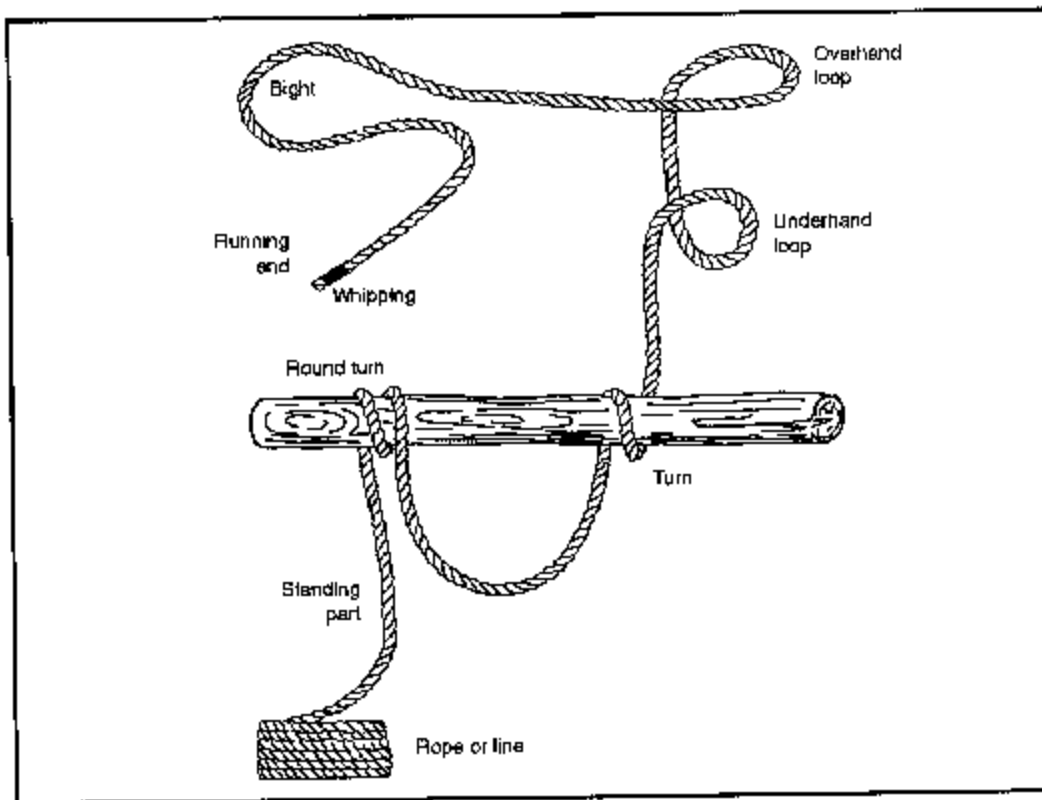 Overhand
loop
Bight
Underhand
loop
Running
end
Whipping
Round turn
Turn
Standing
part
Rope or line